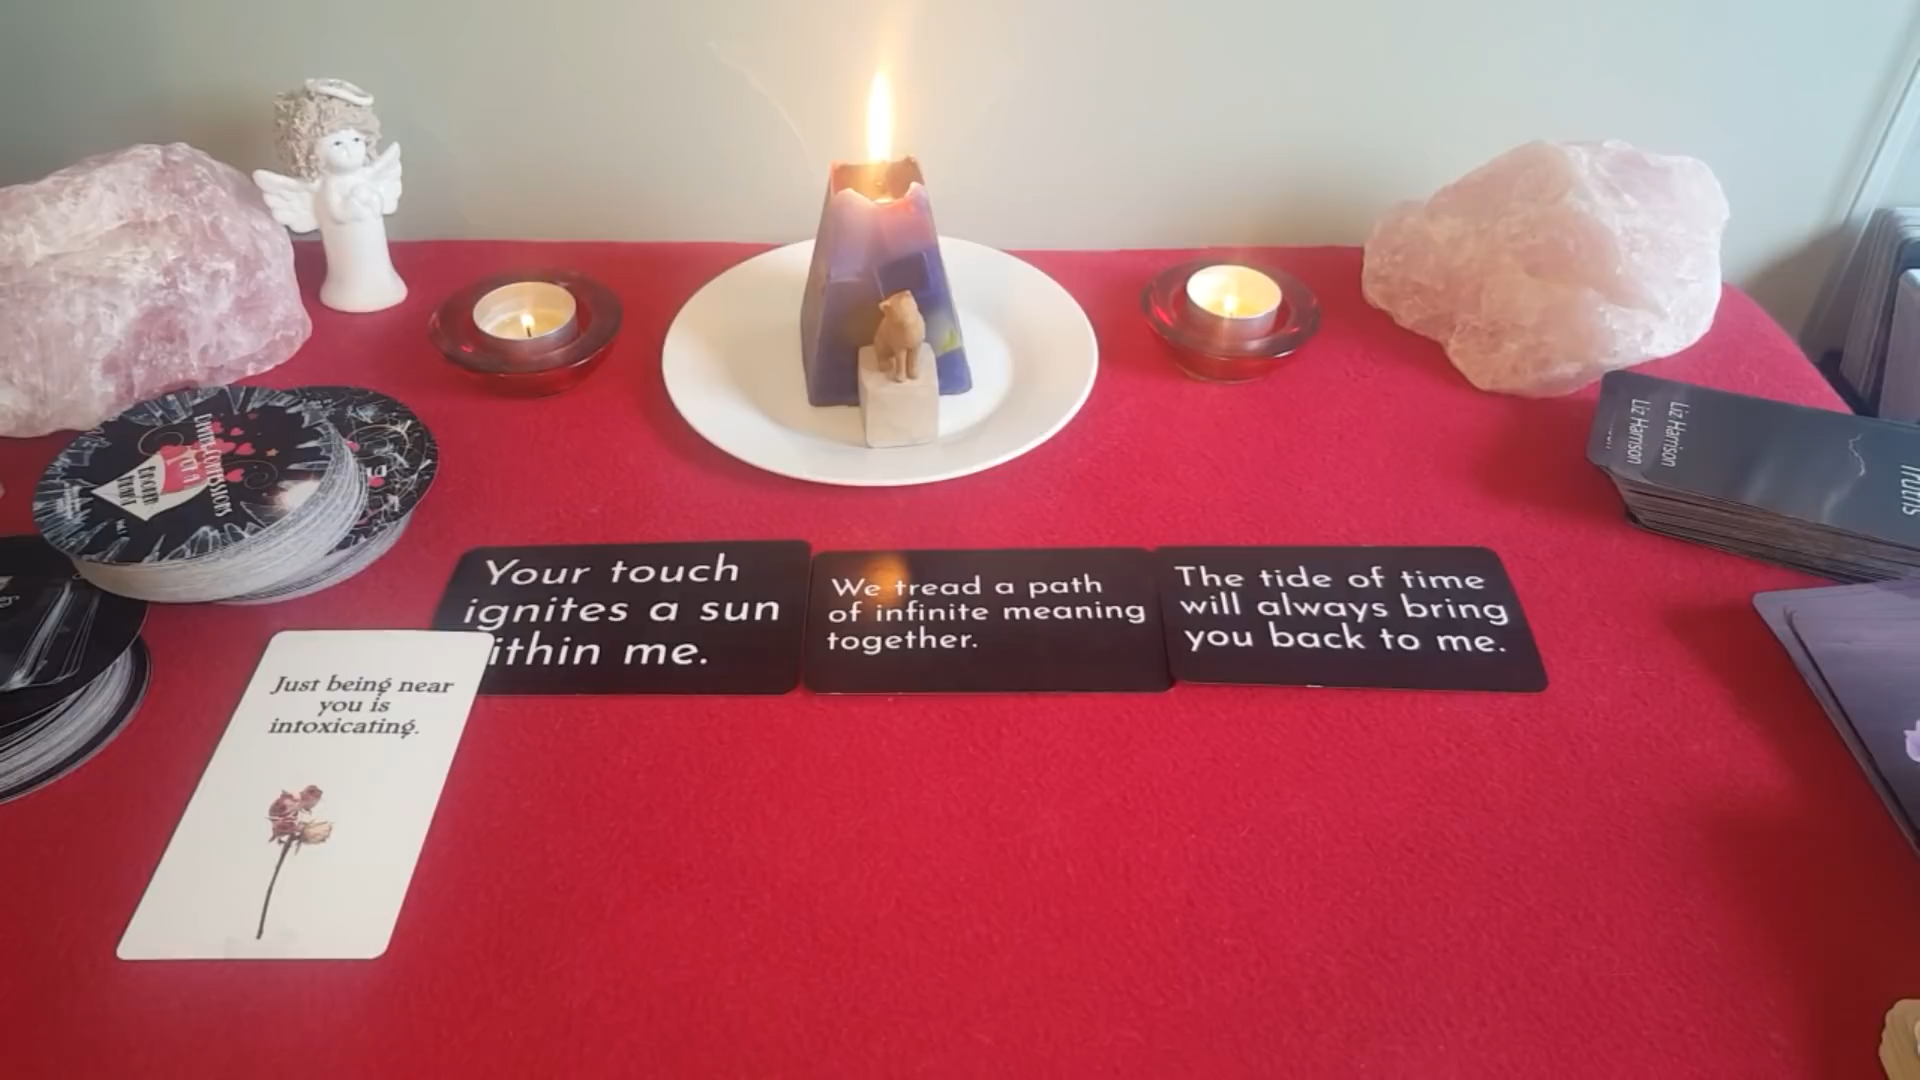 Your touch
ignites a sun
ithin me.
We tread a path
of infinite meaning
together.
The tide of time
will always bring
you back to me.
Just being near
you is
intoxicating.
Liz Harrison
Liz Harrison